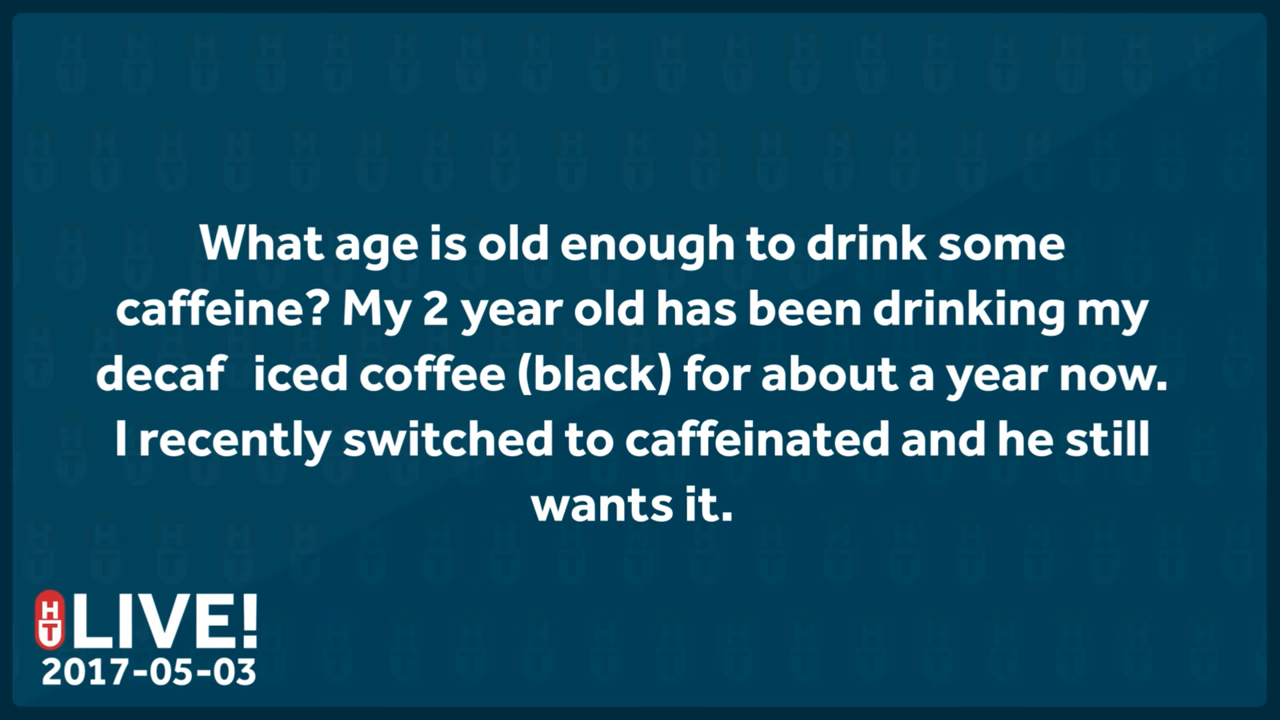 What age is old enough to drink some
caffeine? My 2 year old has been drinking my
decaf  iced coffee (black) for about a year now.
I recently switched to caffeinated and he still
wants it.
HT LIVE!
2017-05-03